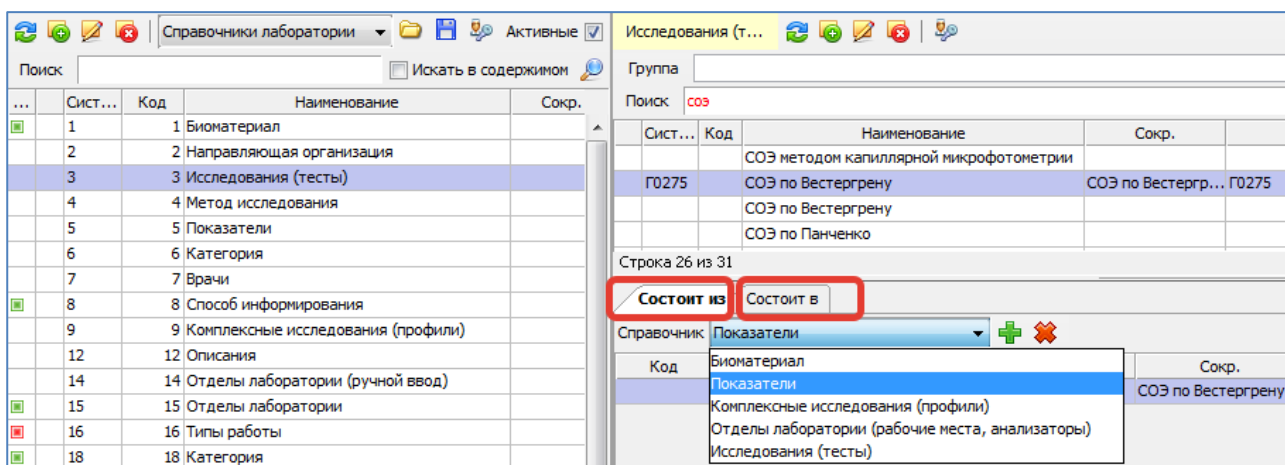 Справочники лаборатории Активные
Поиск Искать в содержимом
... Сист... Код Наименование Сокр.
1 1 Биоматериал
2 2 Направляющая организация
3 3 Исследования (тесты)
4 4 Метод исследования
5 5 Показатели
6 6 Категория
7 7 Врачи
8 8 Способ информирования
9 9 Комплексные исследования (профили)
12 12 Описания
14 14 Отделы лаборатории (ручной ввод)
15 15 Отделы лаборатории
16 16 Типы работы
18 18 Категория
Исследования (т...
Группа
Поиск соэ
Сист... Код Наименование Сокр.
СОЭ методом капиллярной микрофотометрии
Г0275 СОЭ по Вестергрену СОЭ по Вестергр... Г0275
СОЭ по Вестергрену
СОЭ по Панченко
Строка 26 из 31
Состоит из Состоит в
Справочник Показатели
Код Сокр.
СОЭ по Вестергрену
Биоматериал
Показатели
Комплексные исследования (профили)
Отделы лаборатории (рабочие места, анализаторы)
Исследования (тесты)